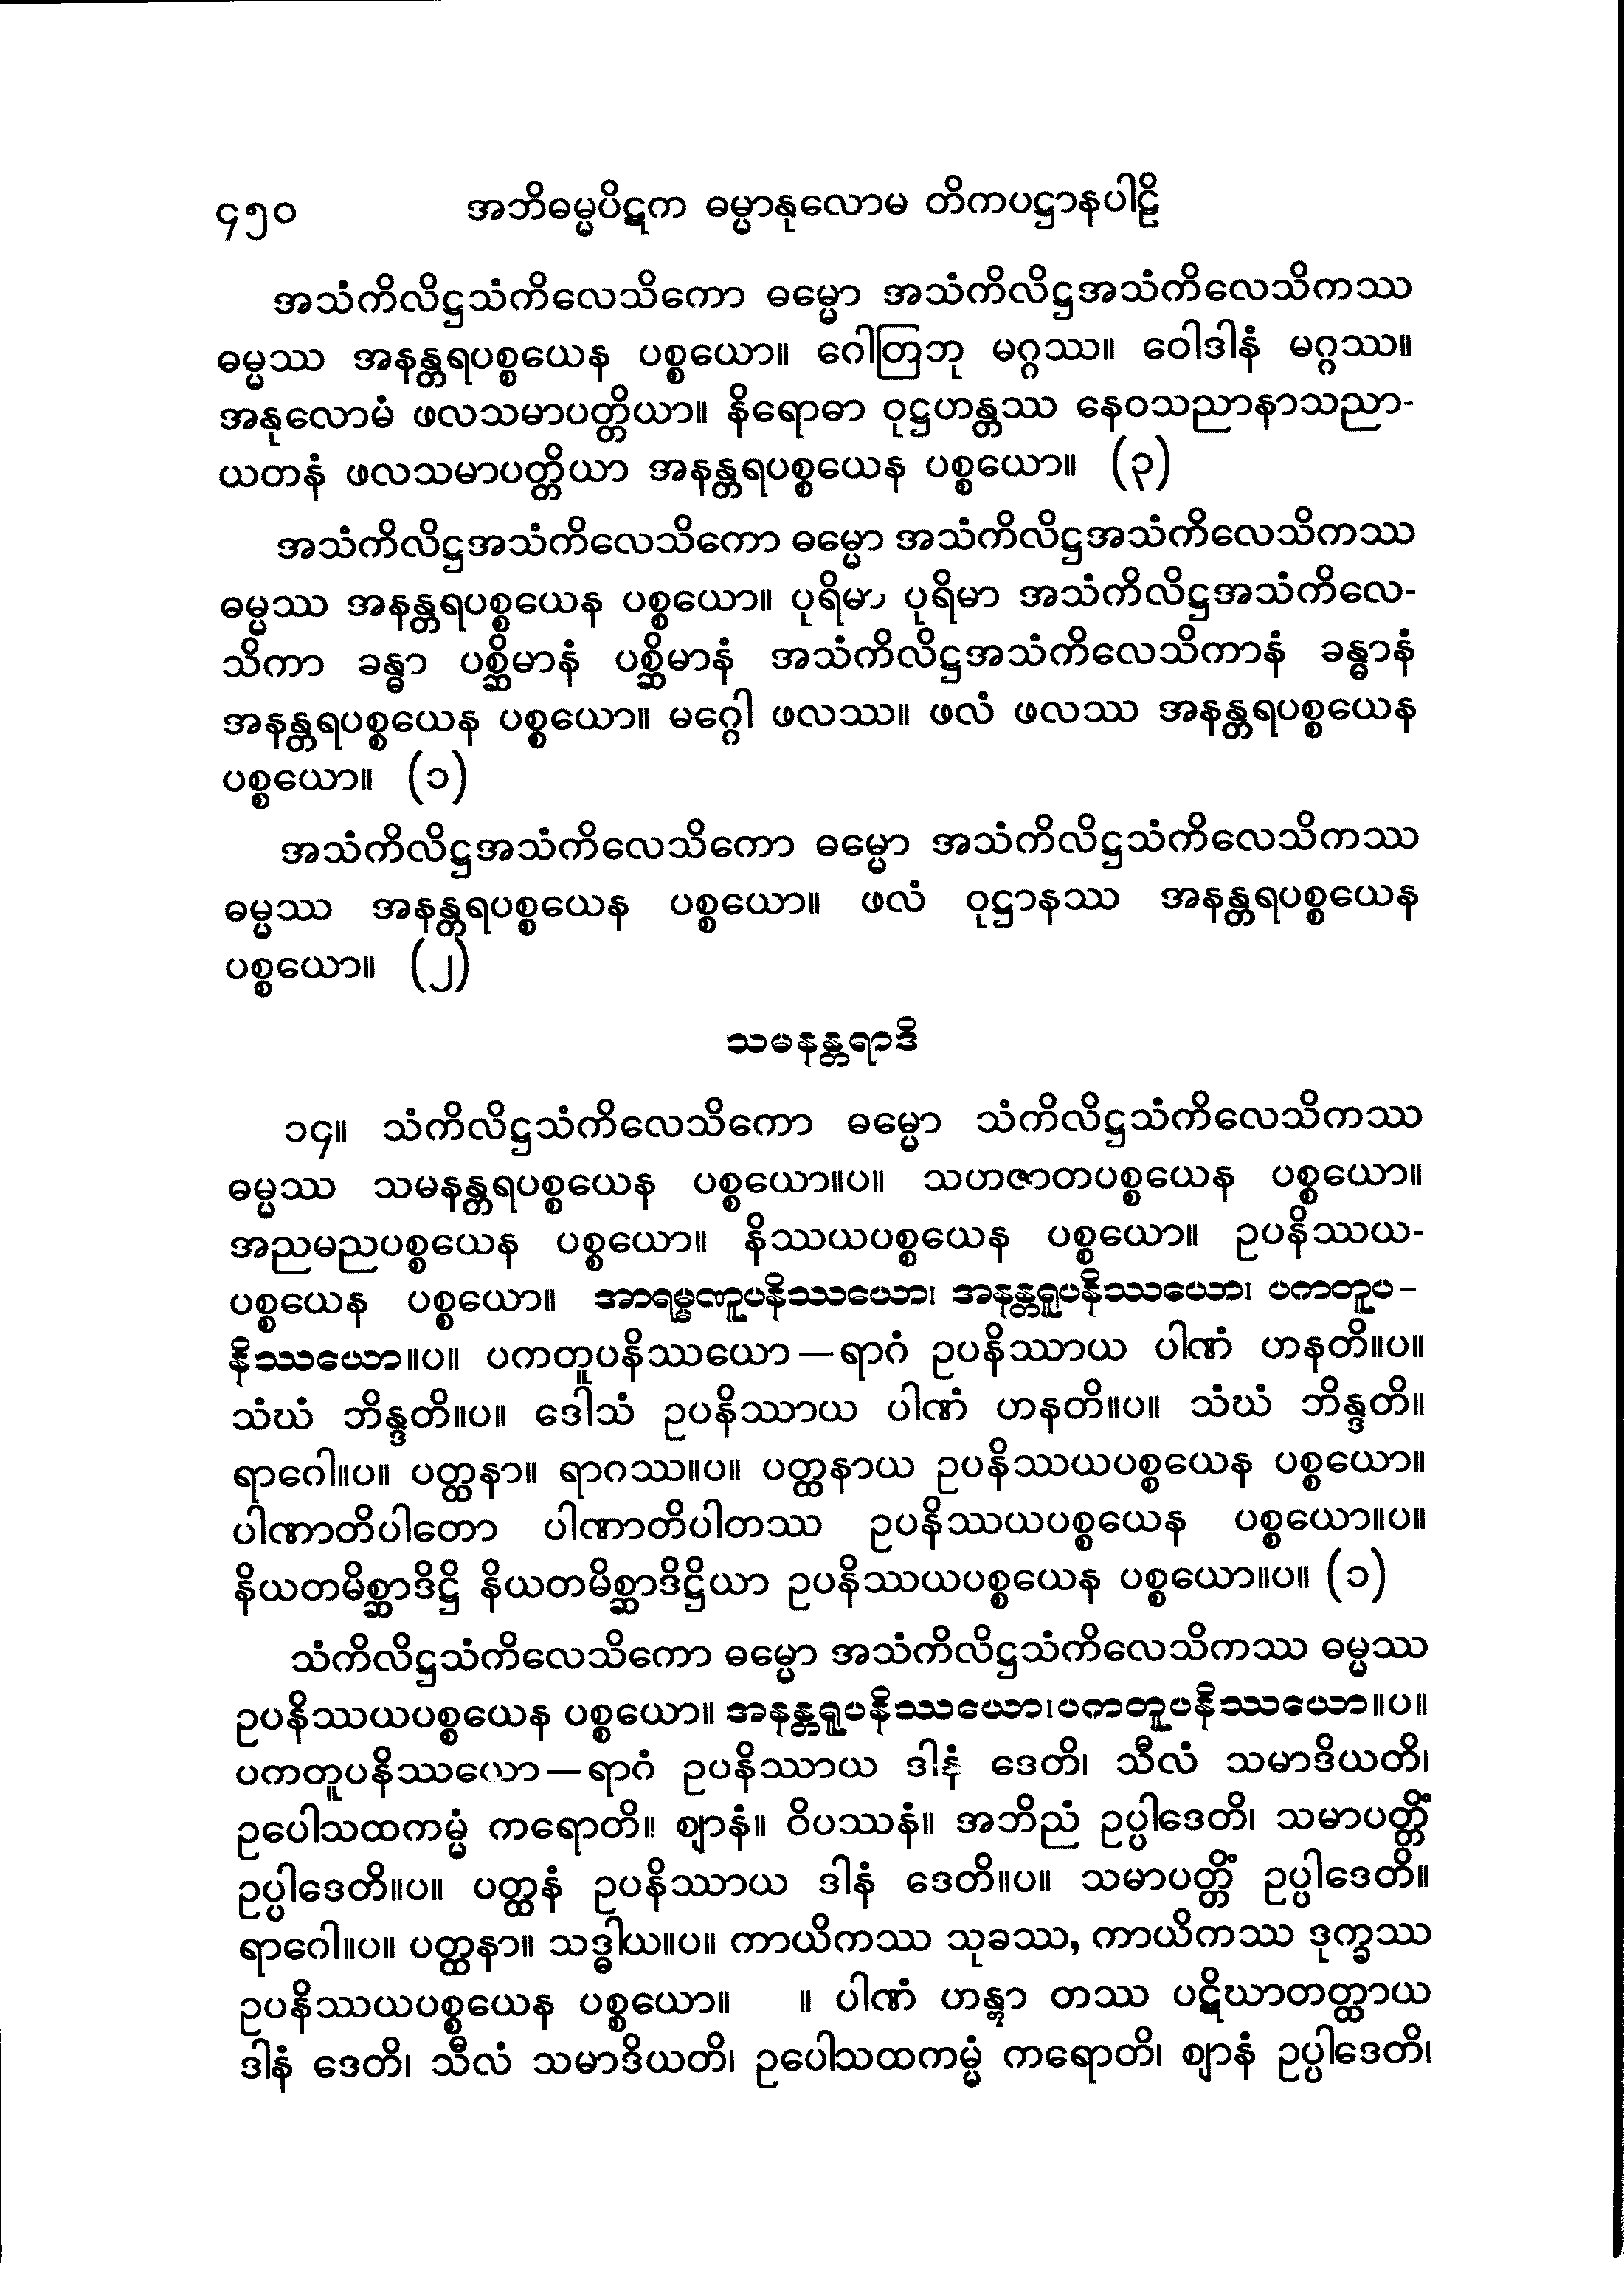 ၄၅၀ အဘိဓမ္မပိဋက ဓမ္မာနုလောမ တိကပဋ္ဌာနပါဠိ
အသံကိလိဋ္ဌသံကိလေသိကော ဓမ္မော အသံကိလိဋ္ဌအသံကိလေသိကဿ
ဓမ္မဿ အနန္တရပစ္စယေန ပစ္စယော။ ဂေါတြဘု မဂ္ဂဿ။ ဝေါဒါနံ မဂ္ဂဿ။
အနုလောမံ ဖလသမာပတ္တိယာ။ နိရောဓာ ဝုဋ္ဌဟန္တဿ နေဝသညာနာသညာ-
ယတနံ ဖလသမာပတ္တိယာ အနန္တရပစ္စယေန ပစ္စယော။ (၃)
အသံကိလိဋ္ဌအသံကိလေသိကော ဓမ္မော အသံကိလိဋ္ဌအသံကိလေသိကဿ
ဓမ္မဿ အနန္တရပစ္စယေန ပစ္စယော။ ပုရိမာ ပုရိမာ အသံကိလိဋ္ဌအသံကိလေ-
သိကာ ခန္ဓာ ပစ္ဆိမာနံ ပစ္ဆိမာနံ အသံကိလိဋ္ဌအသံကိလေသိကာနံ ခန္ဓာနံ
အနန္တရပစ္စယေန ပစ္စယော။ မဂ္ဂေါ ဖလဿ။ ဖလံ ဖလဿ အနန္တရပစ္စယေန
ပစ္စယော။ (၁)
အသံကိလိဋ္ဌအသံကိလေသိကော ဓမ္မော အသံကိလိဋ္ဌသံကိလေသိကဿ
ဓမ္မဿ အနန္တရပစ္စယေန ပစ္စယော။ ဖလံ ဝုဋ္ဌာနဿ အနန္တရပစ္စယေန
ပစ္စယော။ (၂)
သမနန္တရာဒိ
၁၄။ သံကိလိဋ္ဌသံကိလေသိကော ဓမ္မော သံကိလိဋ္ဌသံကိလေသိကဿ
ဓမ္မဿ သမနန္တရပစ္စယေန ပစ္စယော။ပ။ သဟဇာတပစ္စယေန ပစ္စယော။
အညမညပစ္စယေန ပစ္စယော။ နိဿယပစ္စယေန ပစ္စယော။ ဥပနိဿယ-
ပစ္စယေန ပစ္စယော။ အာရမ္မဏူပနိဿယော၊ အနန္တရူပနိဿယော၊ ပကတူပ-
နိဿယော။ပ။ ပကတူပနိဿယော—ရာဂံ ဥပနိဿာယ ပါဏံ ဟနတိ။ပ။
သံဃံ ဘိန္ဒတိ။ပ။ ဒေါသံ ဥပနိဿာယ ပါဏံ ဟနတိ။ပ။ သံဃံ ဘိန္ဒတိ။
ရာဂေါ။ပ။ ပတ္ထနာ။ ရာဂဿ။ပ။ ပတ္ထနာယ ဥပနိဿယပစ္စယေန ပစ္စယော။
ပါဏာတိပါတော ပါဏာတိပါတဿ ဥပနိဿယပစ္စယေန ပစ္စယော။ပ။
နိယတမိစ္ဆာဒိဋ္ဌိ နိယတမိစ္ဆာဒိဋ္ဌိယာ ဥပနိဿယပစ္စယေန ပစ္စယော။ပ။ (၁)
သံကိလိဋ္ဌသံကိလေသိကော ဓမ္မော အသံကိလိဋ္ဌသံကိလေသိကဿ ဓမ္မဿ
ဥပနိဿယပစ္စယေန ပစ္စယော။ အနန္တရူပနိဿယော၊ပကတူပနိဿယော။ပ။
ပကတူပနိဿယော—ရာဂံ ဥပနိဿာယ ဒါနံ ဒေတိ၊ သီလံ သမာဒိယတိ၊
ဥပေါသထကမ္မံ ကရောတိ။ ဈာနံ။ ဝိပဿနံ။ အဘိညံ ဥပ္ပါဒေတိ၊ သမာပတ္တိံ
ဥပ္ပါဒေတိ။ပ။ ပတ္ထနံ ဥပနိဿာယ ဒါနံ ဒေတိ။ပ။ သမာပတ္တိံ ဥပ္ပါဒေတိ။
ရာဂေါ။ပ။ ပတ္ထနာ။ သဒ္ဓါယ။ပ။ ကာယိကဿ သုခဿ, ကာယိကဿ ဒုက္ခဿ
ဥပနိဿယပစ္စယေန ပစ္စယော။ ။ ပါဏံ ဟန္တွာ တဿ ပဋိဃာတတ္ထာယ
ဒါနံ ဒေတိ၊ သီလံ သမာဒိယတိ၊ ဥပေါသထကမ္မံ ကရောတိ၊ ဈာနံ ဥပ္ပါဒေတိ၊